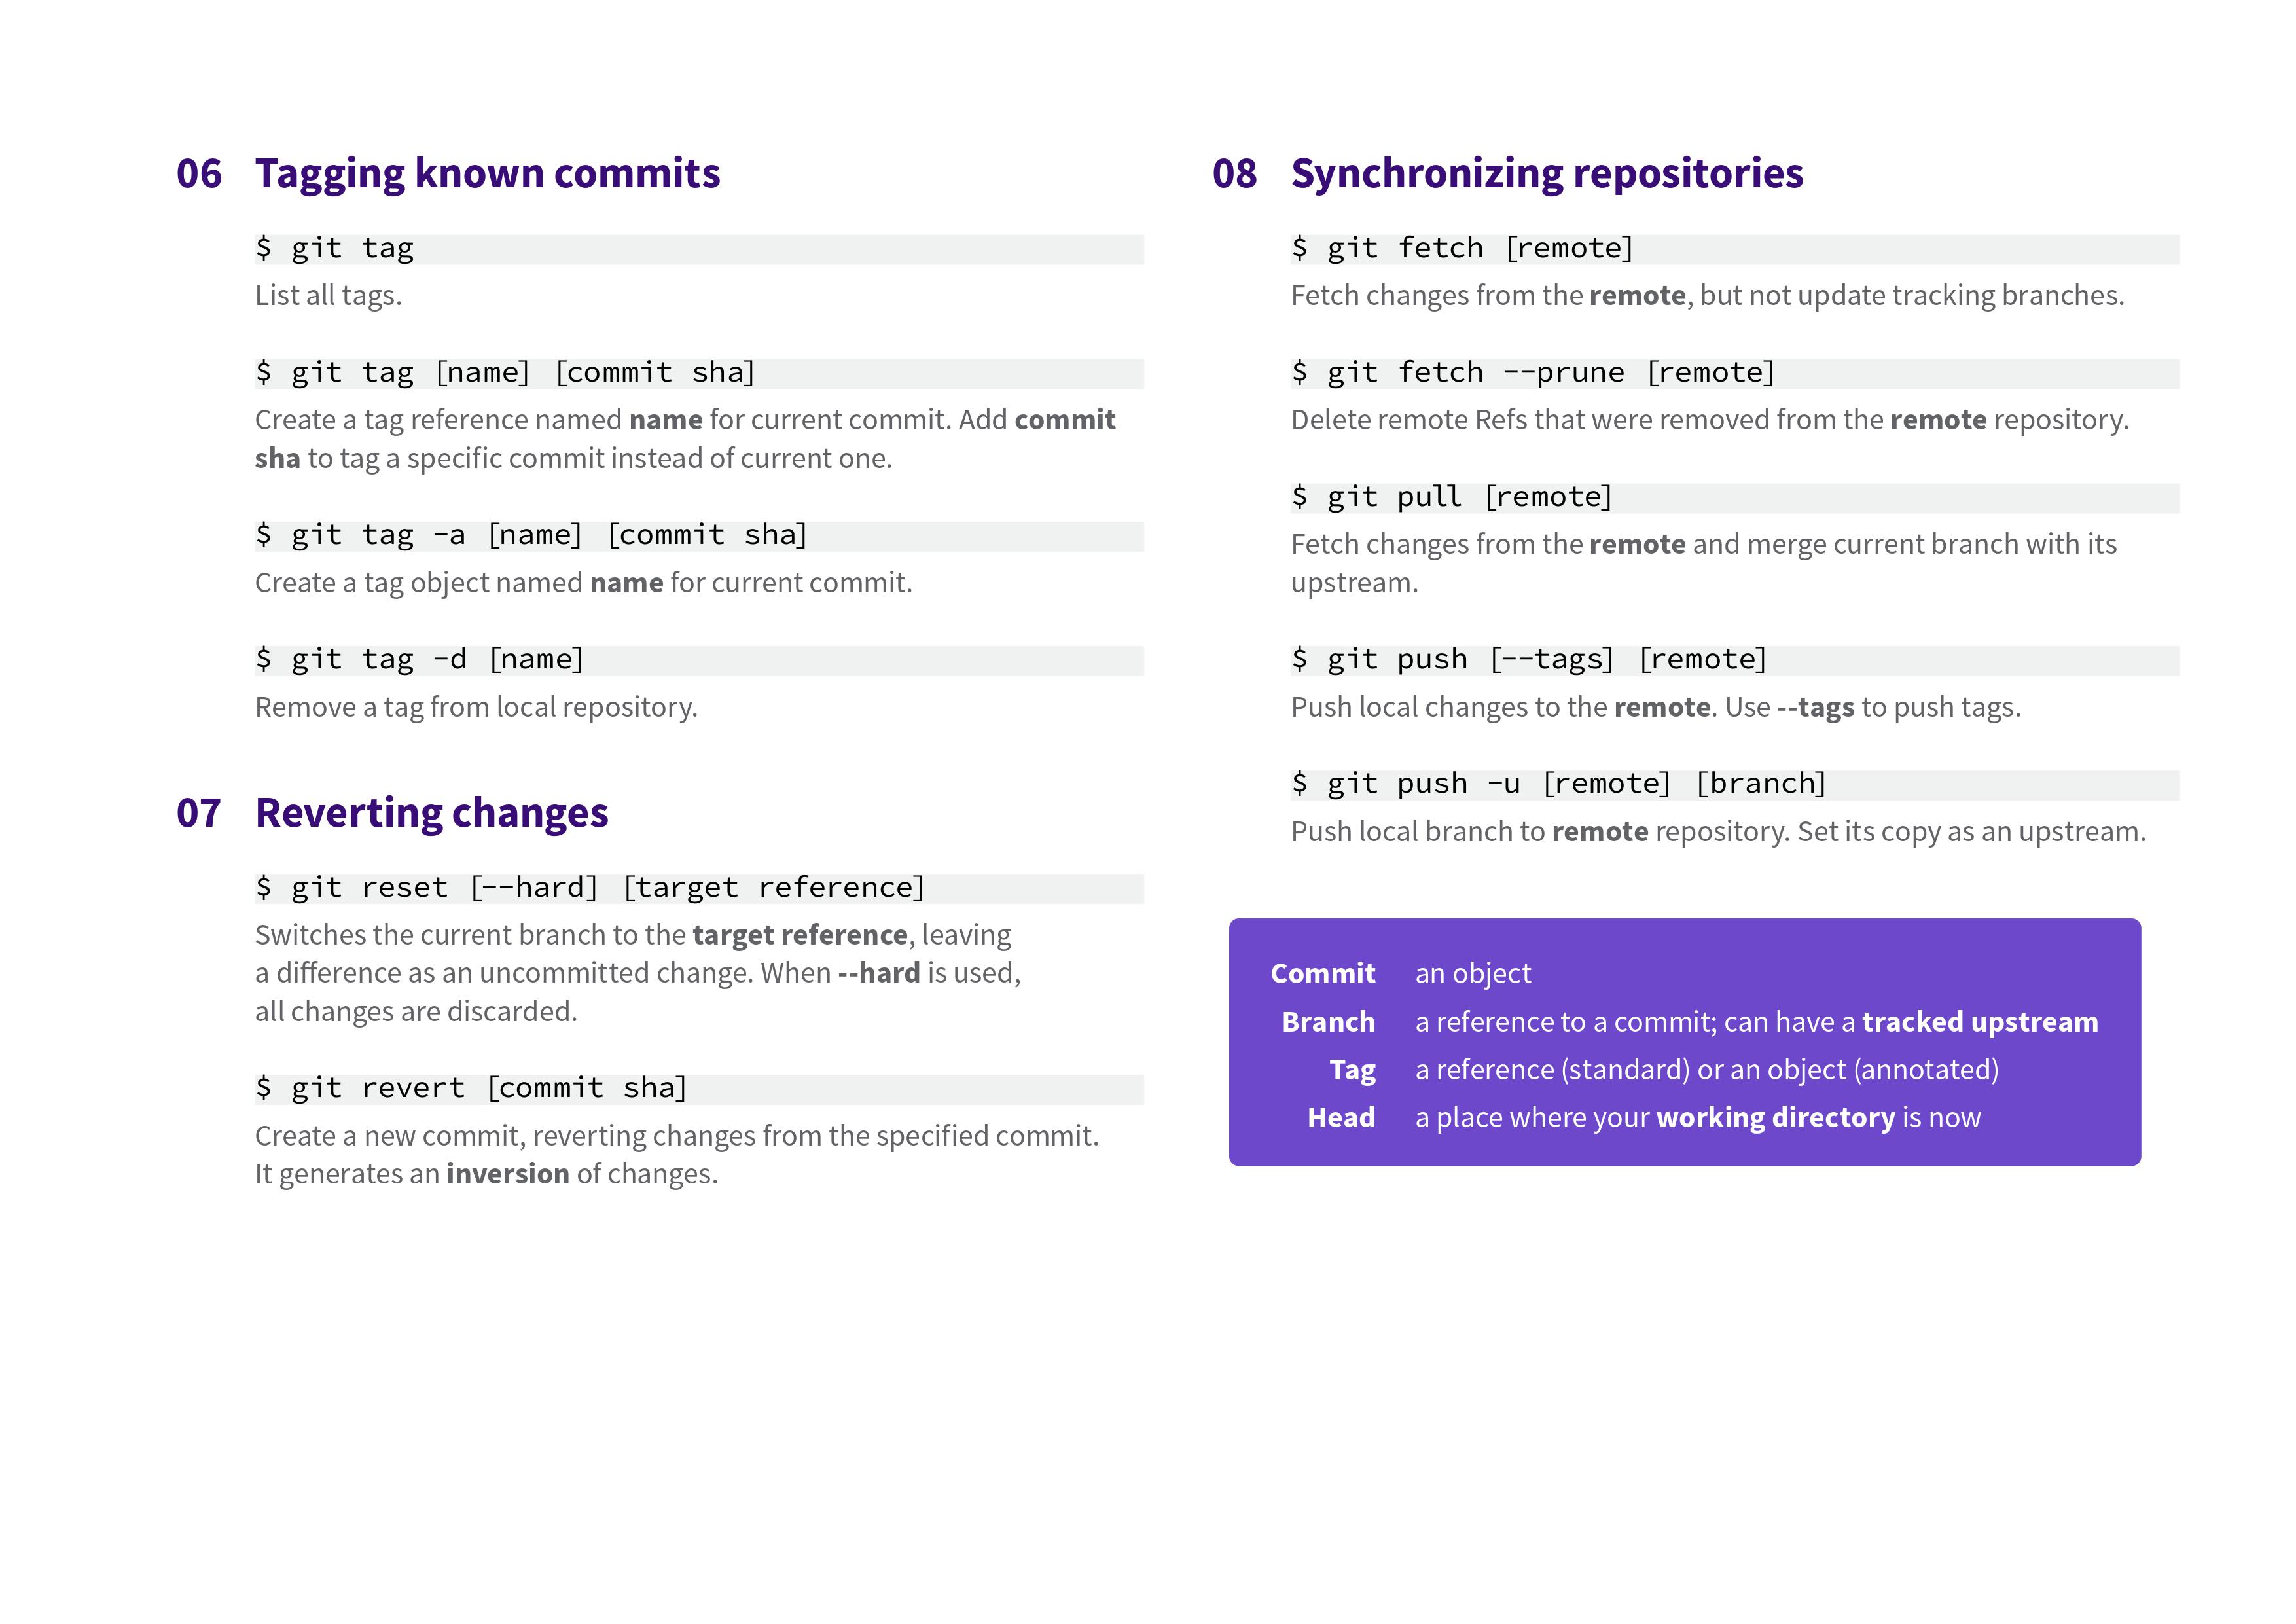 06 Tagging known commits
$ git tag
List all tags.
$ git tag [name] [commit sha]
Create a tag reference named name for current commit. Add commit
sha to tag a specific commit instead of current one.
$ git tag -a [name] [commit sha]
Create a tag object named name for current commit.
$ git tag -d [name]
Remove a tag from local repository.
07 Reverting changes
$ git reset [--hard] [target reference]
Switches the current branch to the target reference, leaving
a difference as an uncommitted change. When --hard is used,
all changes are discarded.
$ git revert [commit sha]
Create a new commit, reverting changes from the specified commit.
It generates an inversion of changes.
08 Synchronizing repositories
$ git fetch [remote]
Fetch changes from the remote, but not update tracking branches.
$ git fetch --prune [remote]
Delete remote Refs that were removed from the remote repository.
$ git pull [remote]
Fetch changes from the remote and merge current branch with its
upstream.
$ git push [--tags] [remote]
Push local changes to the remote. Use --tags to push tags.
$ git push -u [remote] [branch]
Push local branch to remote repository. Set its copy as an upstream.
Commit an object
Branch a reference to a commit; can have a tracked upstream
Tag a reference (standard) or an object (annotated)
Head a place where your working directory is now